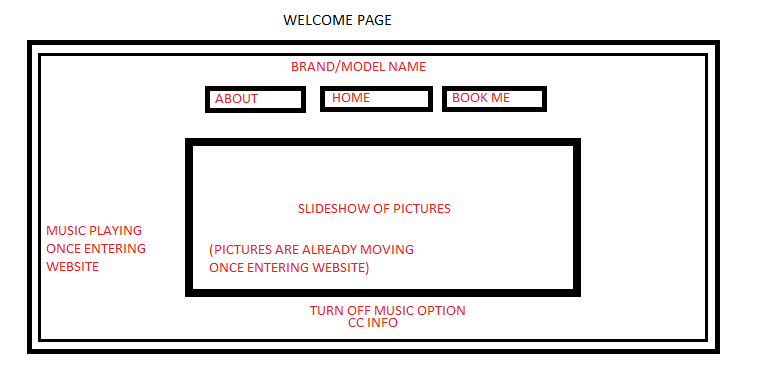 WELCOME PAGE
BRAND/MODEL NAME
ABOUT
HOME
BOOK ME
SLIDESHOW OF PICTURES
MUSIC PLAYING
ONCE ENTERING
WEBSITE
(PICTURES ARE ALREADY MOVING
ONCE ENTERING WEBSITE)
TURN OFF MUSIC OPTION
CC INFO